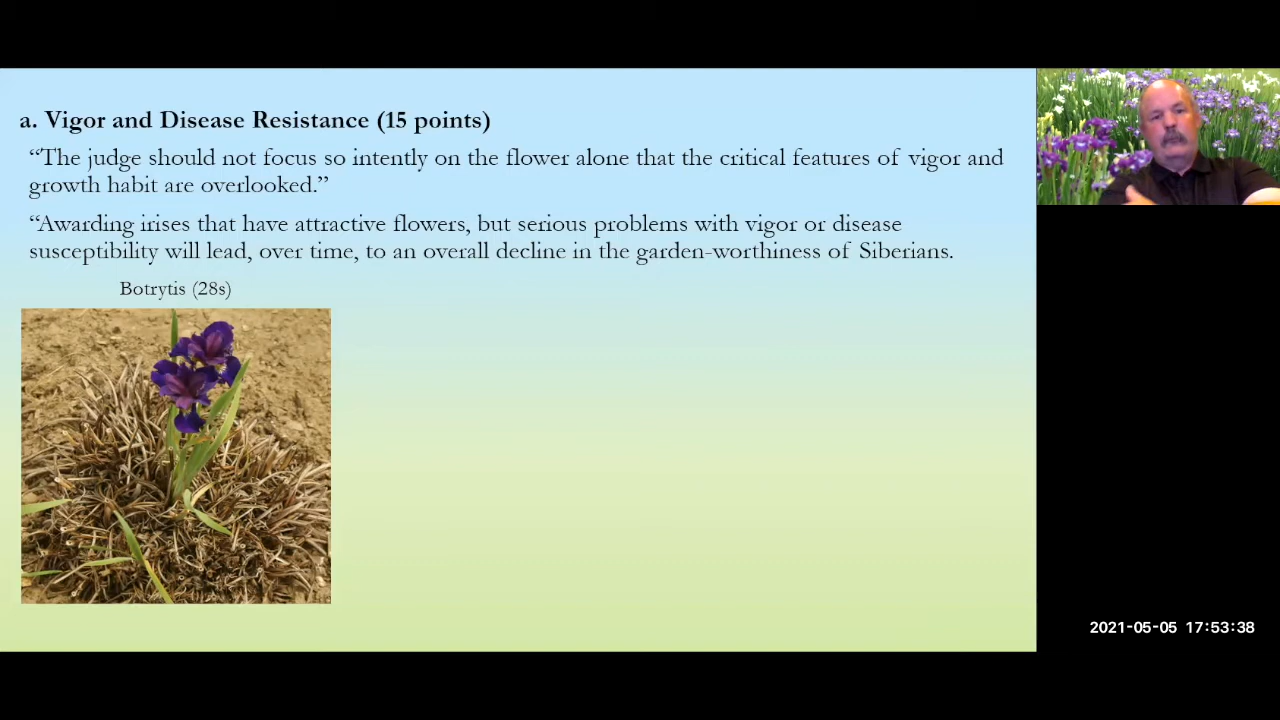 a. Vigor and Disease Resistance (15 points)
“The judge should not focus so intently on the flower alone that the critical features of vigor and
growth habit are overlooked.”
“Awarding irises that have attractive flowers, but serious problems with vigor or disease
susceptibility will lead, over time, to an overall decline in the garden-worthiness of Siberians.
Botrytis (28s)
2021-05-05 17:53:38